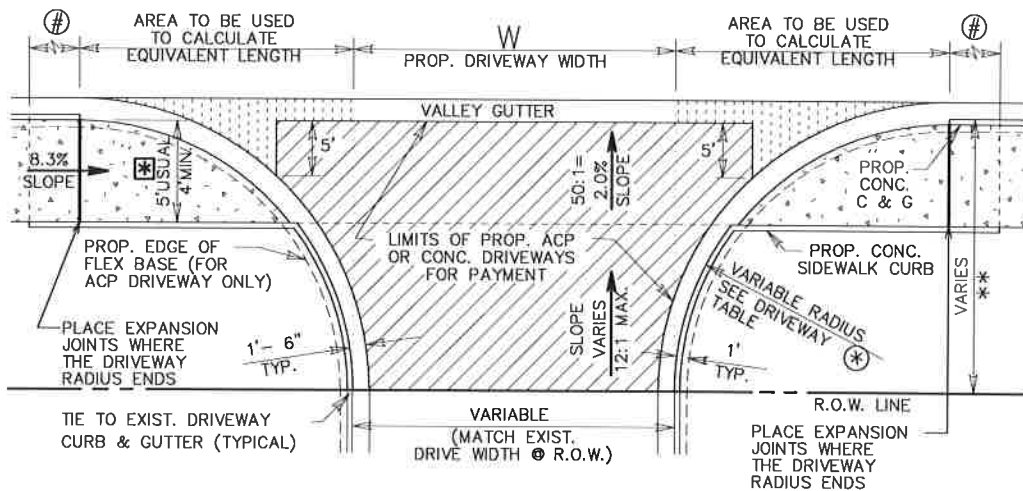 #
AREA TO BE USED
TO CALCULATE
EQUIVALENT LENGTH
W
PROP. DRIVEWAY WIDTH
AREA TO BE USED
TO CALCULATE
EQUIVALENT LENGTH
#
VALLEY GUTTER
5'
5'
8.3%
SLOPE
*
5' USUAL
4' MIN.
50:1=
2.0%
SLOPE
PROP.
CONC.
C & G
PROP. EDGE OF
FLEX BASE (FOR
ACP DRIVEWAY ONLY)
LIMITS OF PROP. ACP
OR CONC. DRIVEWAYS
FOR PAYMENT
PROP. CONC.
SIDEWALK CURB
VARIES
**
VARIABLE RADIUS
SEE DRIVEWAY
TABLE
*
SLOPE
VARIES
12:1 MAX.
PLACE EXPANSION
JOINTS WHERE
THE DRIVEWAY
RADIUS ENDS
1'- 6"
TYP.
1'
TYP.
TIE TO EXIST. DRIVEWAY
CURB & GUTTER (TYPICAL)
VARIABLE
(MATCH EXIST.
DRIVE WIDTH @ R.O.W.)
R.O.W. LINE
PLACE EXPANSION
JOINTS WHERE
THE DRIVEWAY
RADIUS ENDS